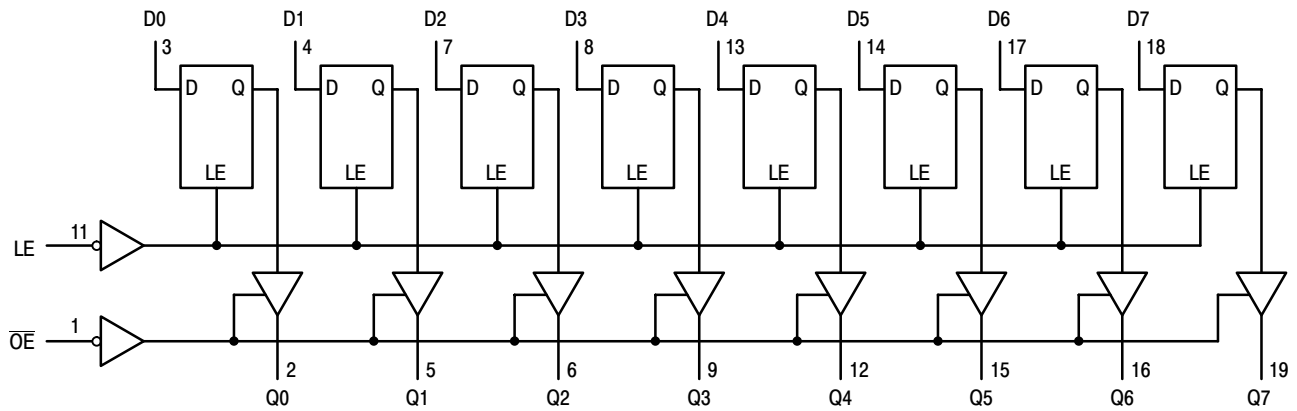 D0 D1 D2 D3 D4 D5 D6 D7
3 4 7 8 13 14 17 18
D Q D Q D Q D Q D Q D Q D Q D Q
LE LE LE LE LE LE LE LE
11
LE
1
OE
2 5 6 9 12 15 16 19
Q0 Q1 Q2 Q3 Q4 Q5 Q6 Q7